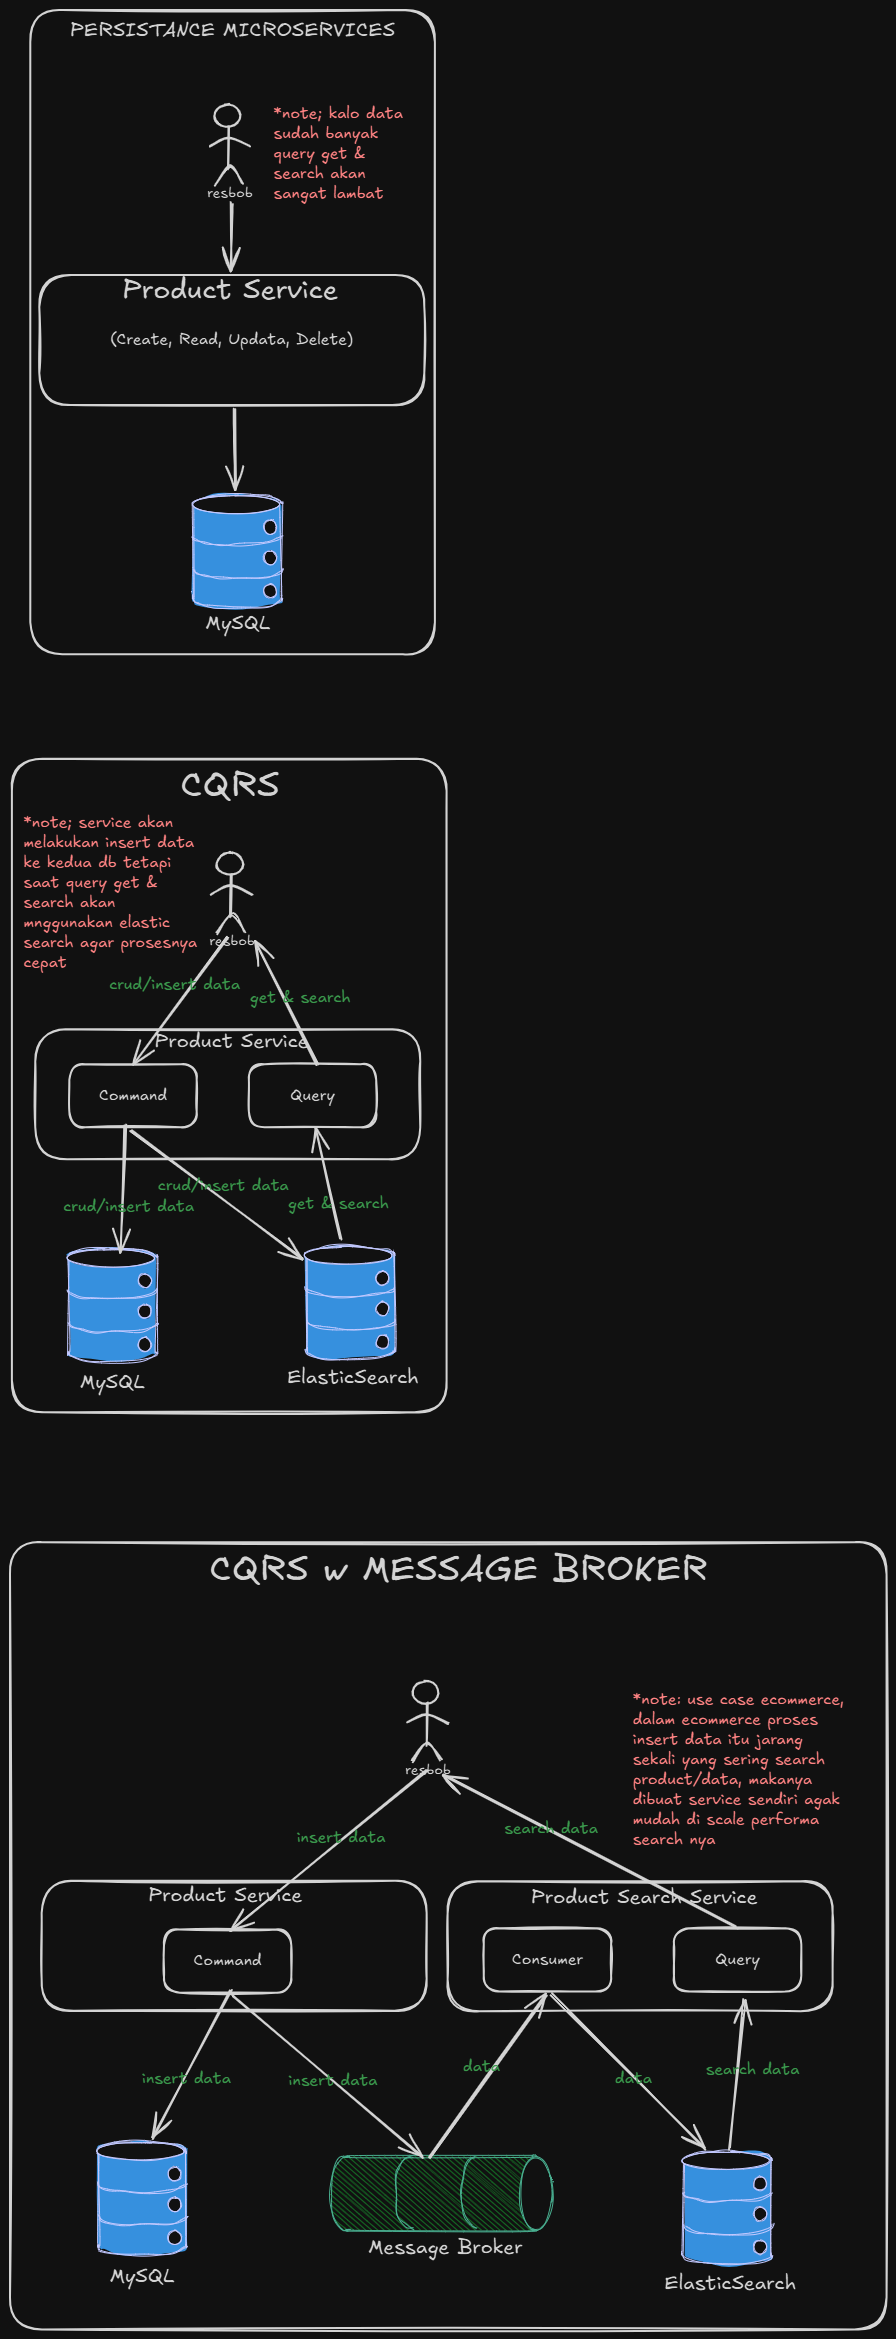 PERSISTANCE MICROSERVICES
*note; kalo data
sudah banyak
query get &
search akan
sangat lambat
resbob
Product Service
(Create, Read, Updata, Delete)
MySQL
CQRS
*note; service akan
melakukan insert data
ke kedua db tetapi
saat query get &
search akan
mnggunakan elastic
search agar prosesnya
cepat
resbob
crud/insert data
get & search
Product Service
Command
Query
crud/insert data
crud/insert data
get & search
MySQL
ElasticSearch
CQRS w MESSAGE BROKER
*note: use case ecommerce,
dalam ecommerce proses
insert data itu jarang
sekali yang sering search
product/data, makanya
dibuat service sendiri agak
mudah di scale performa
search nya
resbob
insert data
search data
Product Service
Product Search Service
Command
Consumer
Query
insert data
insert data
data
data
search data
MySQL
Message Broker
ElasticSearch